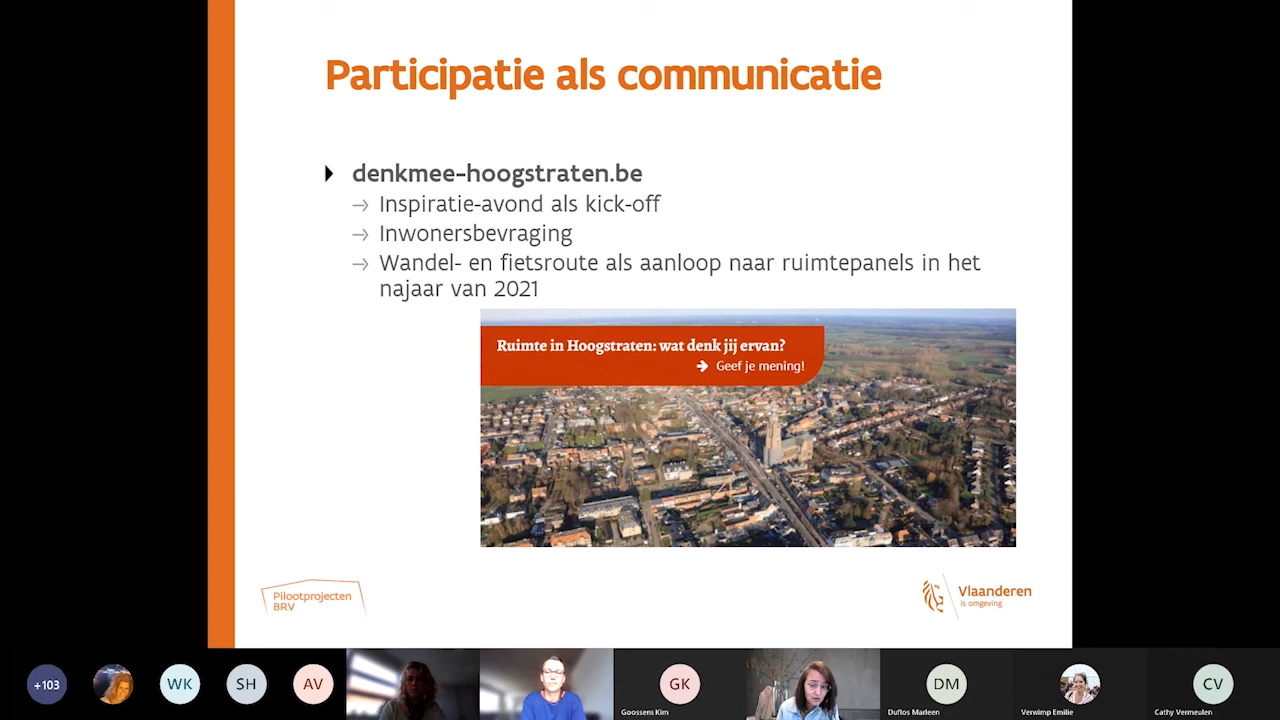 Participatie als communicatie
denkmee-hoogstraten.be
→ Inspiratie-avond als kick-off
→ Inwonersbevraging
→ Wandel- en fietsroute als aanloop naar ruimtepanels in het
najaar van 2021
Ruimte in Hoogstraten: wat denk jij ervan?
→ Geef je mening!
Pilootprojecten
BRV
Vlaanderen
is omgeving
+103
WK
SH
AV
GK
Goossens Kim
DM
Duflos Marleen
Verwimp Emilie
CV
Cathy Vermeulen